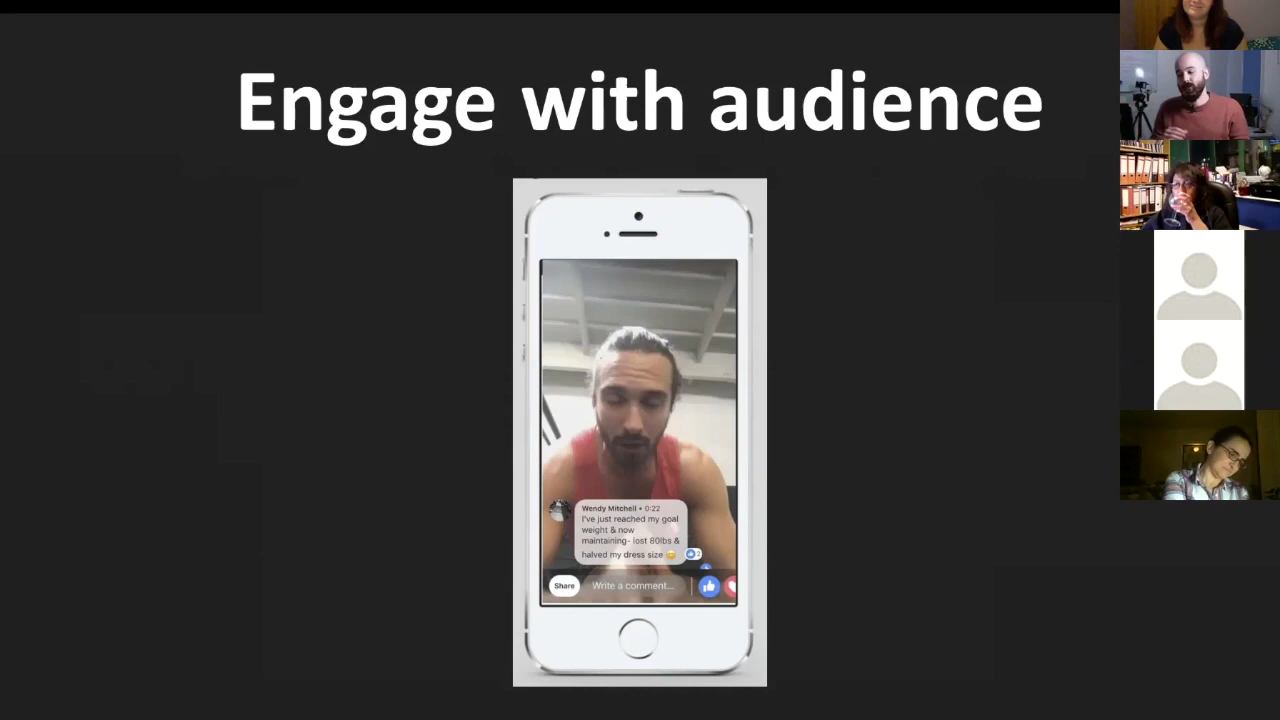 Engage with audience
Wendy Mitchell • 0:22
I've just reached my goal
weight & now
maintaining- lost 80lbs &
halved my dress size 😀
2
Share
Write a comment...